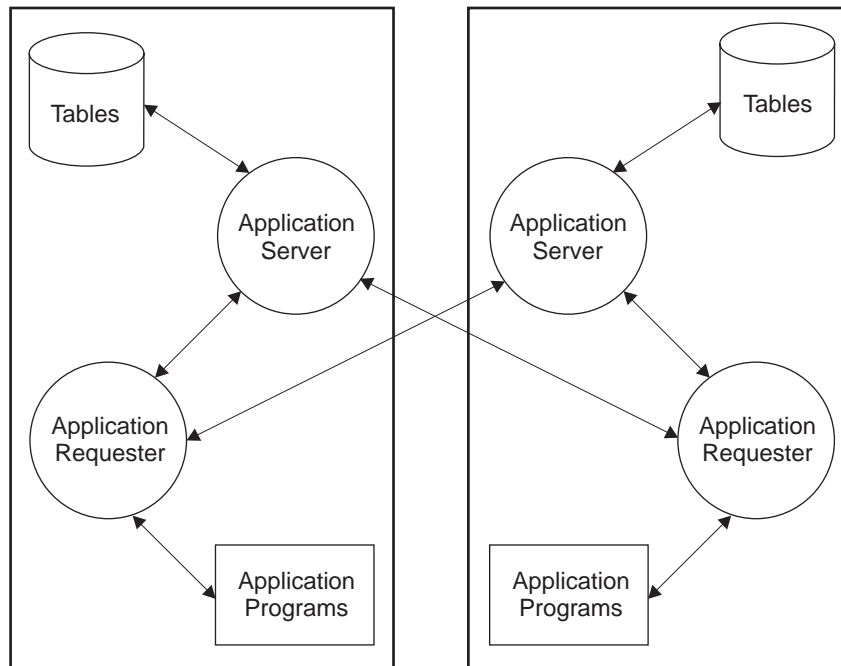 Tables
Application
Server
Application
Requester
Application
Programs
Tables
Application
Server
Application
Requester
Application
Programs